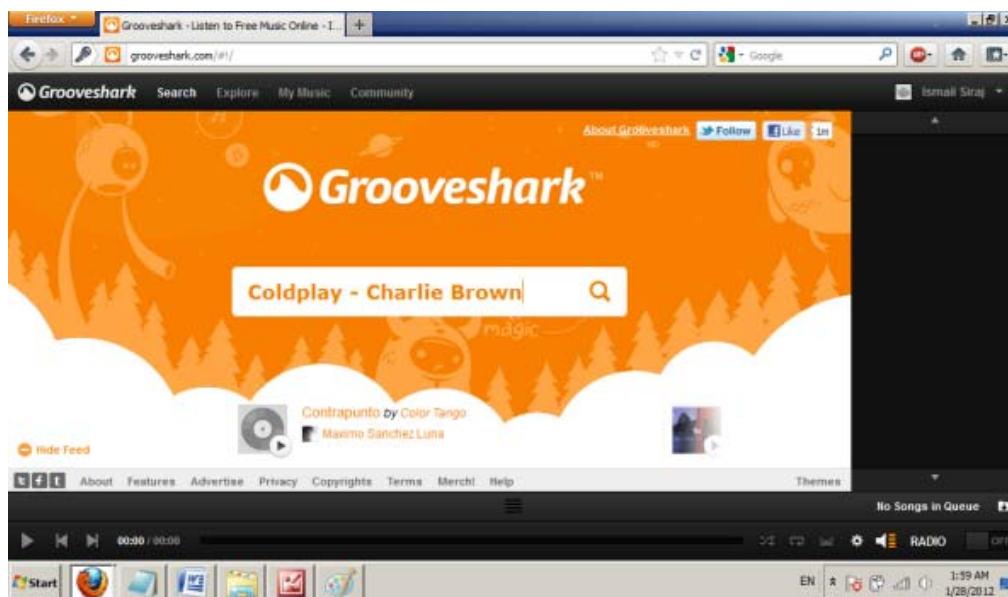 Firefox
Grooveshark - Listen to Free Music Online - I...
grooveshark.com/#!/
Google
Grooveshark Search Explore My Music Community Ismail Siraj
About Grooveshark Follow Like 1m
Grooveshark™
Coldplay - Charlie Brown
magic
Contrapunto by Color Tango
Maximo Sanchez Luna
Hide Feed
About Features Advertise Privacy Copyrights Terms Merch! Help Themes
No Songs in Queue
00:00 / 00:00 RADIO OFF
Start EN 1:59 AM
1/28/2012